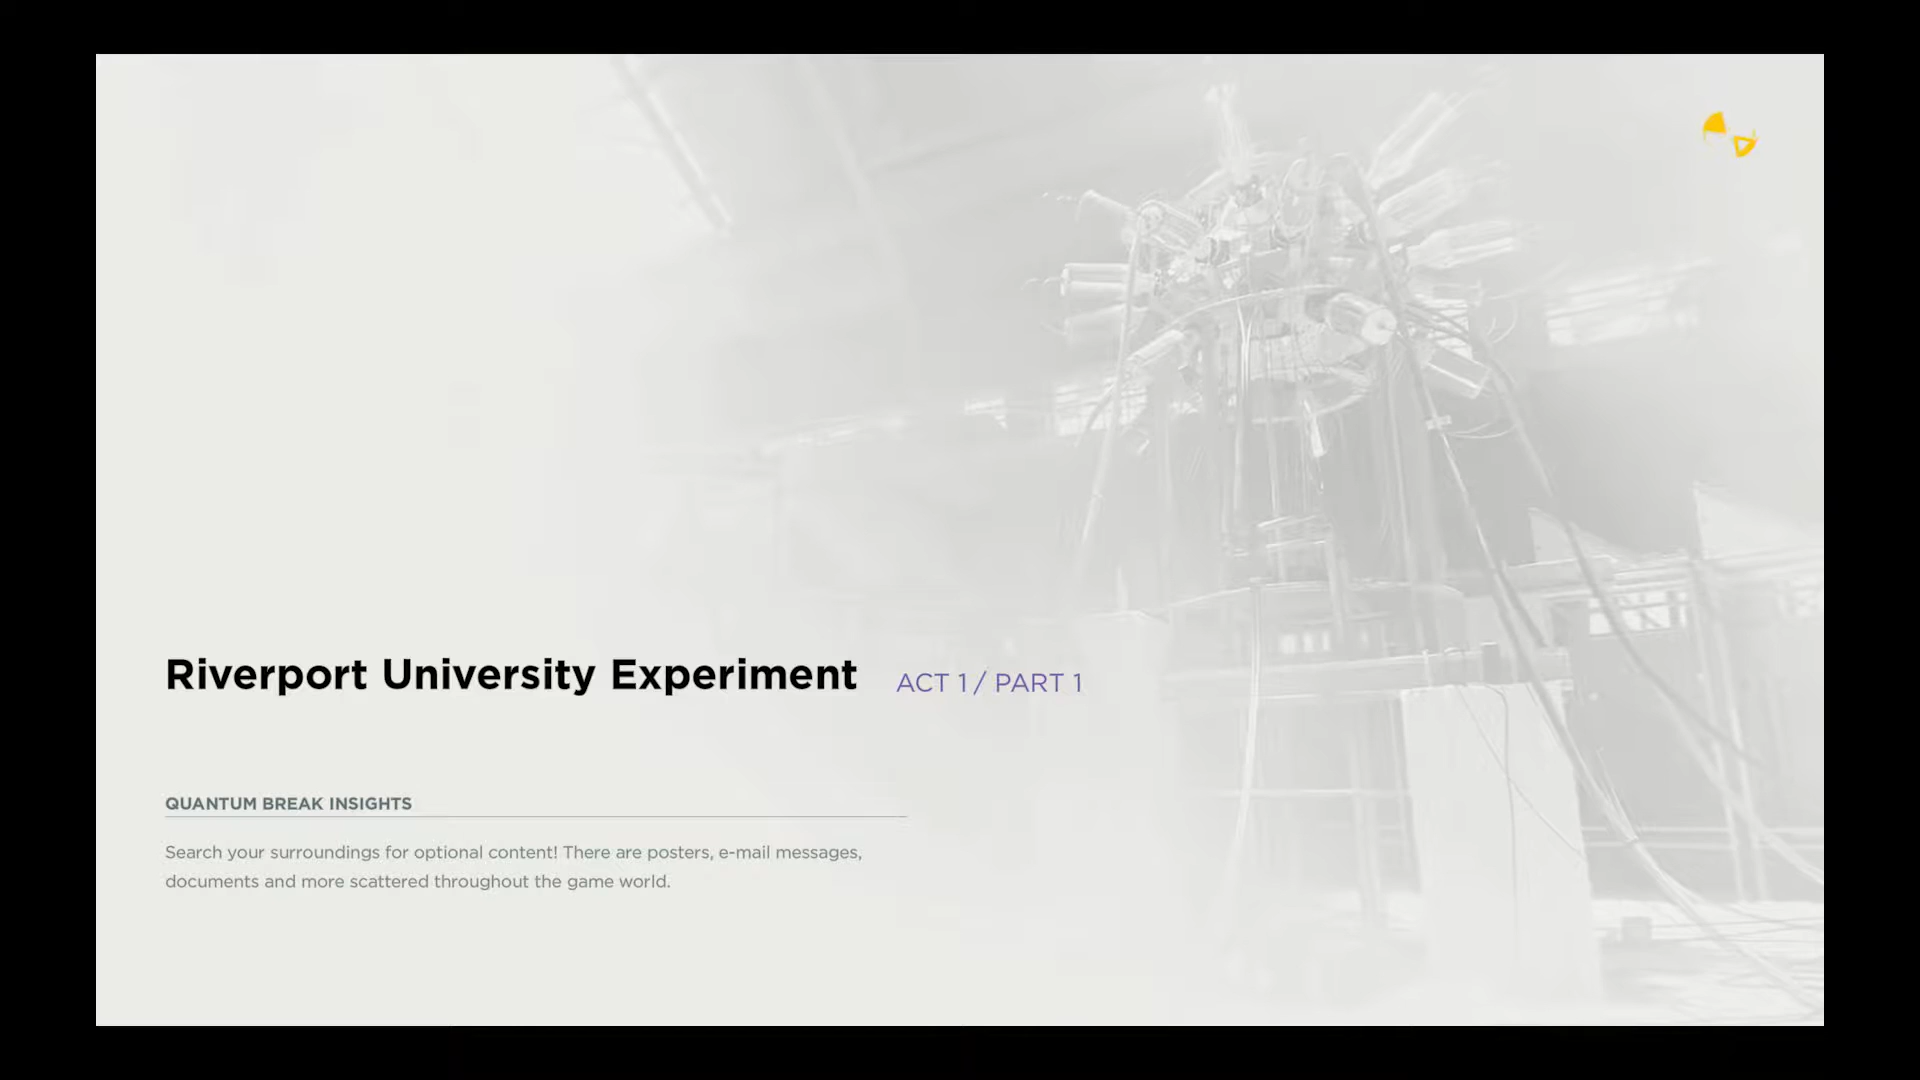 Riverport University Experiment ACT 1 / PART 1
QUANTUM BREAK INSIGHTS
Search your surroundings for optional content! There are posters, e-mail messages,
documents and more scattered throughout the game world.